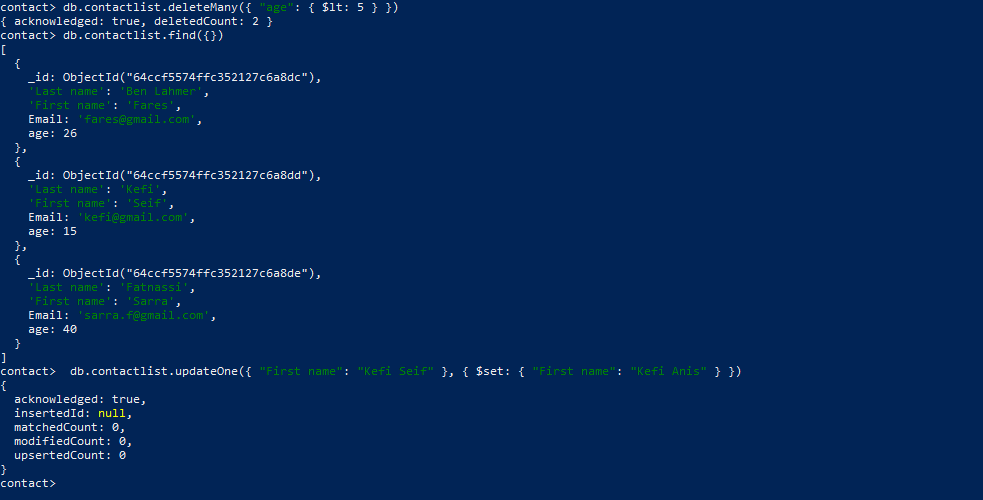 contact> db.contactlist.deleteMany({ "age": { $lt: 5 } })
{ acknowledged: true, deletedCount: 2 }
contact> db.contactlist.find({})
[
  {
    _id: ObjectId("64ccf5574ffc352127c6a8dc"),
    'Last name': 'Ben Lahmer',
    'First name': 'Fares',
    Email: 'fares@gmail.com',
    age: 26
  },
  {
    _id: ObjectId("64ccf5574ffc352127c6a8dd"),
    'Last name': 'Kefi',
    'First name': 'Seif',
    Email: 'kefi@gmail.com',
    age: 15
  },
  {
    _id: ObjectId("64ccf5574ffc352127c6a8de"),
    'Last name': 'Fatnassi',
    'First name': 'Sarra',
    Email: 'sarra.f@gmail.com',
    age: 40
  }
]
contact>  db.contactlist.updateOne({ "First name": "Kefi Seif" }, { $set: { "First name": "Kefi Anis" } })
{
  acknowledged: true,
  insertedId: null,
  matchedCount: 0,
  modifiedCount: 0,
  upsertedCount: 0
}
contact>